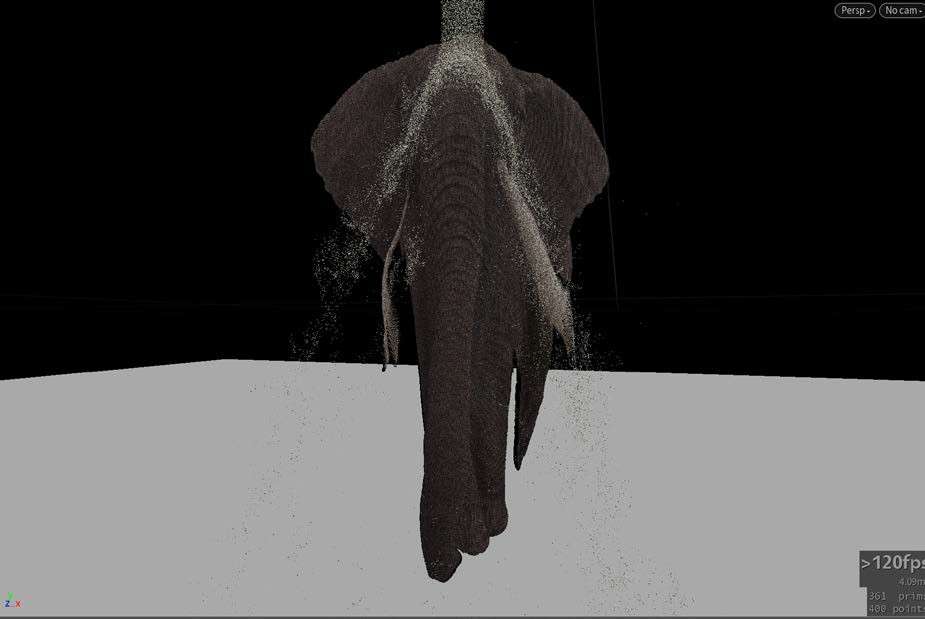 Persp
No cam
>120fps
4.09m
361 prims
400 points
Z X